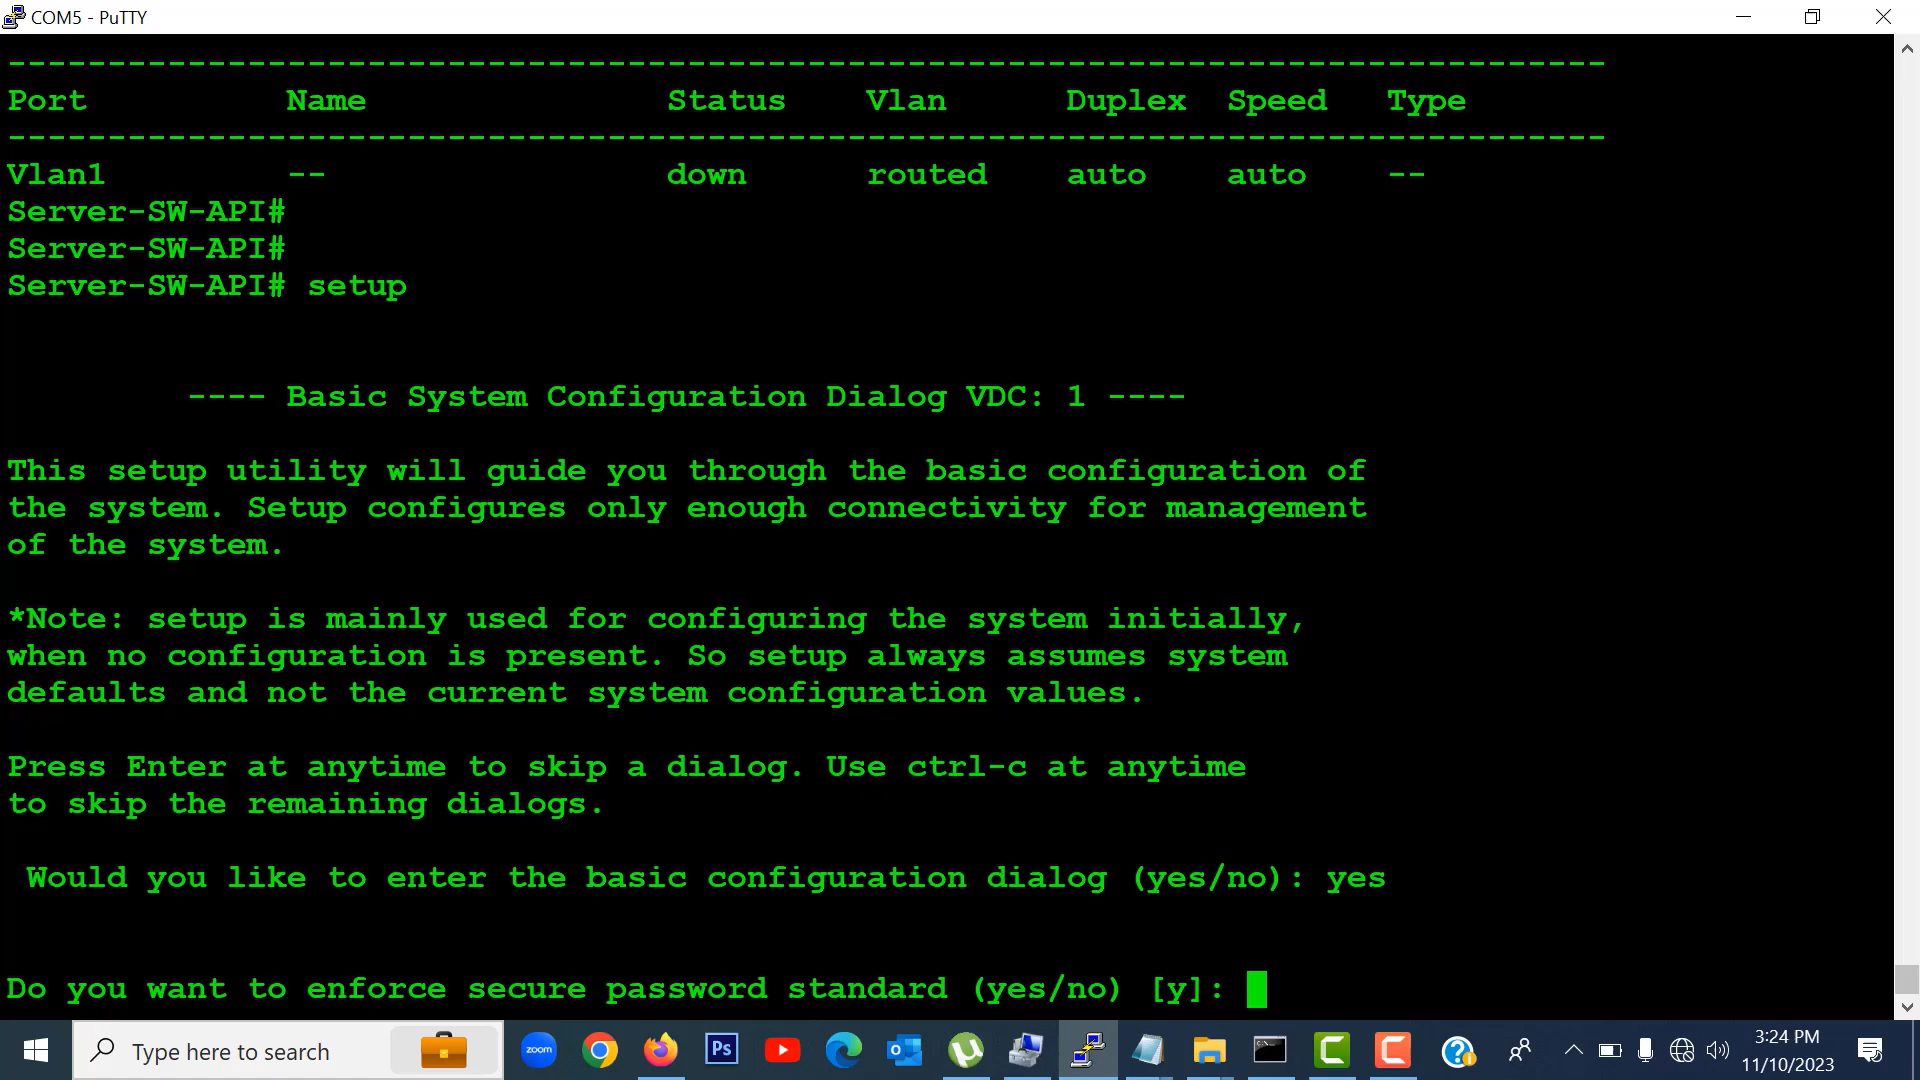 COM5 - PuTTY
--------------------------------------------------------------------------------
Port          Name               Status    Vlan      Duplex  Speed   Type
--------------------------------------------------------------------------------
Vlan1         --                 down      routed    auto    auto    --
Server-SW-API#
Server-SW-API#
Server-SW-API# setup
---- Basic System Configuration Dialog VDC: 1 ----
This setup utility will guide you through the basic configuration of
the system. Setup configures only enough connectivity for management
of the system.
*Note: setup is mainly used for configuring the system initially,
when no configuration is present. So setup always assumes system
defaults and not the current system configuration values.
Press Enter at anytime to skip a dialog. Use ctrl-c at anytime
to skip the remaining dialogs.
Would you like to enter the basic configuration dialog (yes/no): yes
Do you want to enforce secure password standard (yes/no) [y]:
Type here to search
zoom
Ps
3:24 PM
11/10/2023